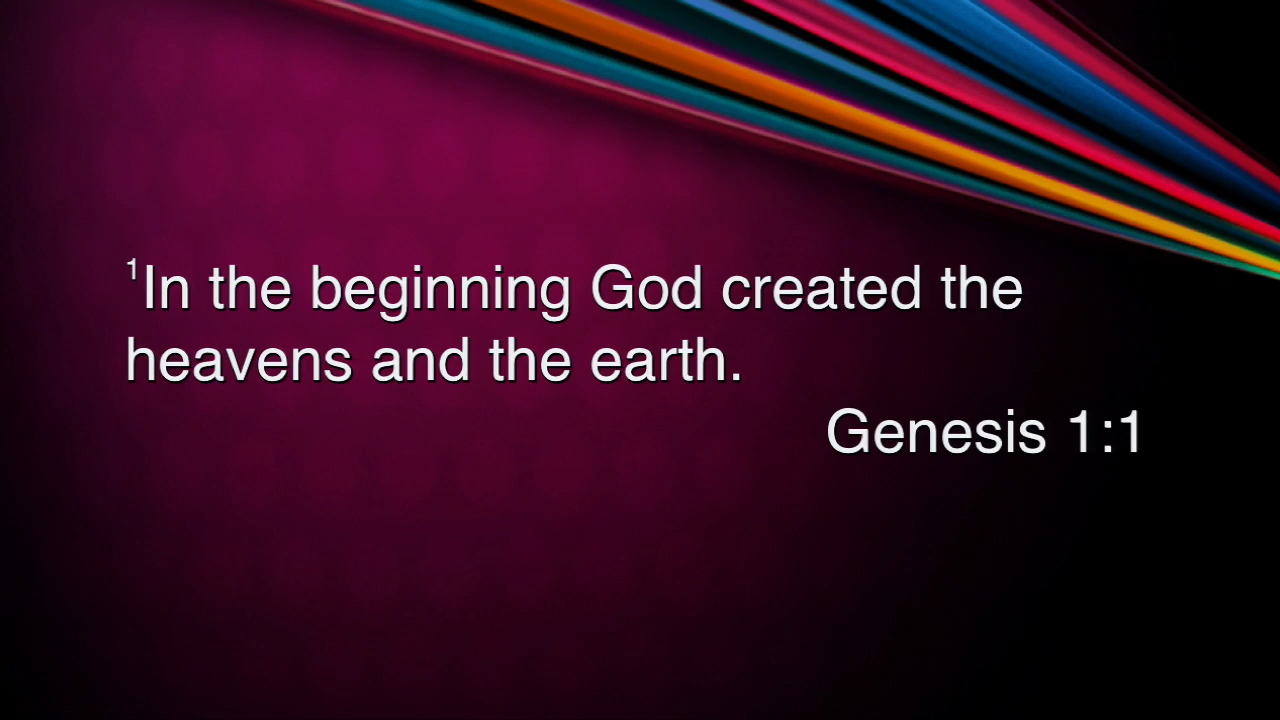 ¹In the beginning God created the
heavens and the earth.
Genesis 1:1